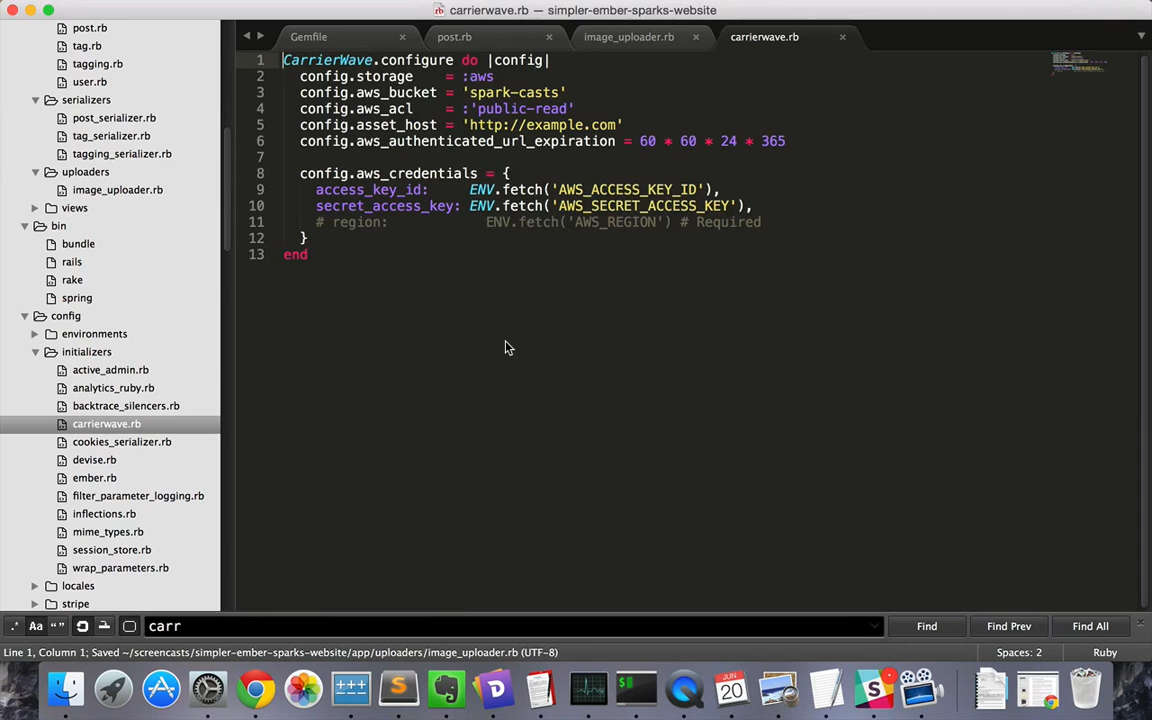 carrierwave.rb — simpler-ember-sparks-website
post.rb
tag.rb
tagging.rb
user.rb
serializers
post_serializer.rb
tag_serializer.rb
tagging_serializer.rb
uploaders
image_uploader.rb
views
bin
bundle
rails
rake
spring
config
environments
initializers
active_admin.rb
analytics_ruby.rb
backtrace_silencers.rb
carrierwave.rb
cookies_serializer.rb
devise.rb
ember.rb
filter_parameter_logging.rb
inflections.rb
mime_types.rb
session_store.rb
wrap_parameters.rb
locales
stripe
Gemfile post.rb image_uploader.rb carrierwave.rb
1 CarrierWave.configure do |config|
2 config.storage = :aws
3 config.aws_bucket = 'spark-casts'
4 config.aws_acl = :'public-read'
5 config.asset_host = 'http://example.com'
6 config.aws_authenticated_url_expiration = 60 * 60 * 24 * 365
7
8 config.aws_credentials = {
9 access_key_id: ENV.fetch('AWS_ACCESS_KEY_ID'),
10 secret_access_key: ENV.fetch('AWS_SECRET_ACCESS_KEY'),
11 # region: ENV.fetch('AWS_REGION') # Required
12 }
13 end
.* Aa “ ” carr Find Find Prev Find All
Line 1, Column 1; Saved ~/screencasts/simpler-ember-sparks-website/app/uploaders/image_uploader.rb (UTF-8) Spaces: 2 Ruby
JUN
20